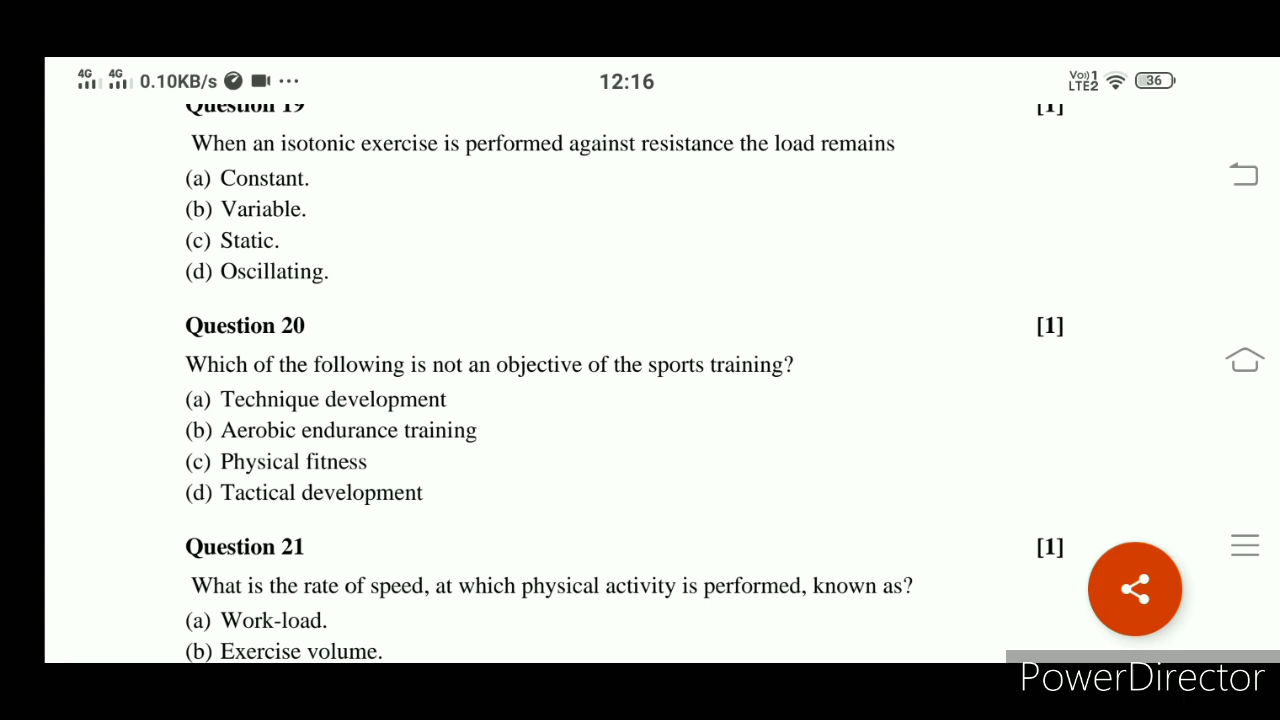 4G 4G 0.10KB/s ... 12:16 Vo)) 1 LTE2 36
Question 19 [1]
When an isotonic exercise is performed against resistance the load remains
(a) Constant.
(b) Variable.
(c) Static.
(d) Oscillating.
Question 20 [1]
Which of the following is not an objective of the sports training?
(a) Technique development
(b) Aerobic endurance training
(c) Physical fitness
(d) Tactical development
Question 21 [1]
What is the rate of speed, at which physical activity is performed, known as?
(a) Work-load.
(b) Exercise volume.
PowerDirector